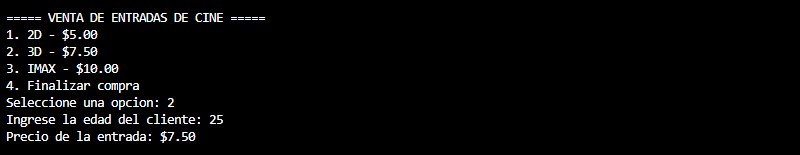 ===== VENTA DE ENTRADAS DE CINE =====
1. 2D - $5.00
2. 3D - $7.50
3. IMAX - $10.00
4. Finalizar compra
Seleccione una opcion: 2
Ingrese la edad del cliente: 25
Precio de la entrada: $7.50